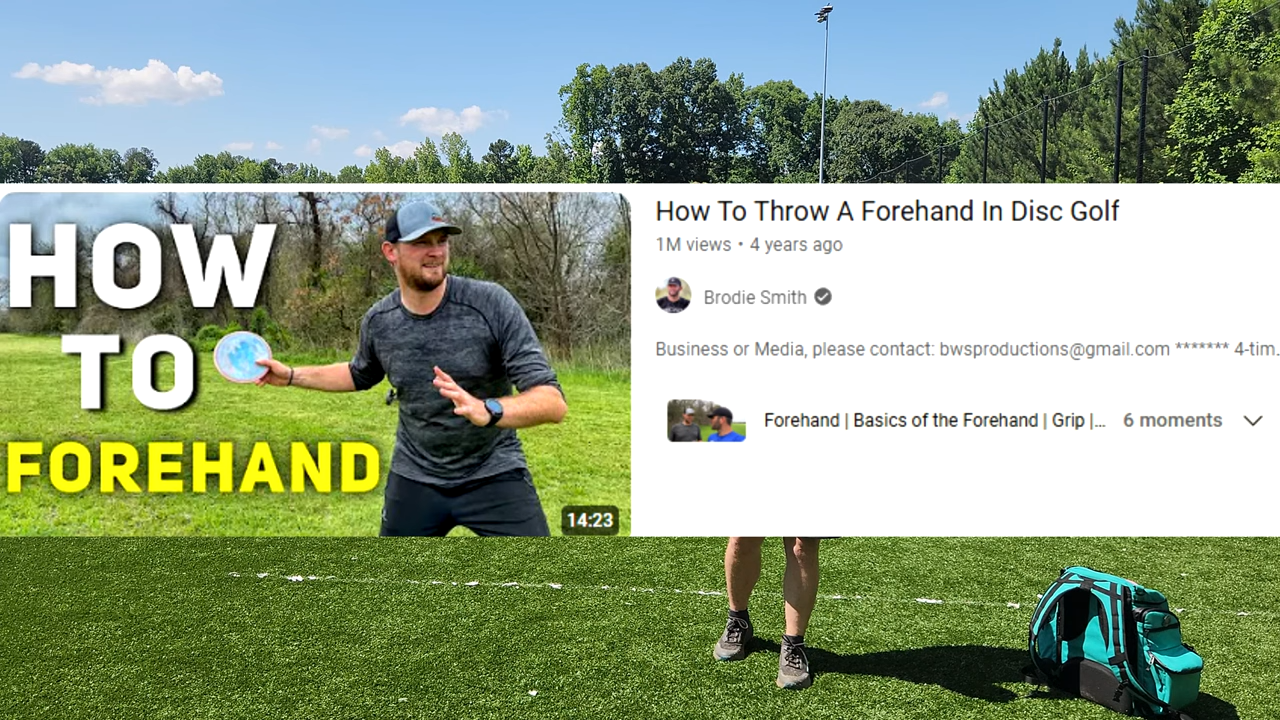 HOW
TO
FOREHAND
14:23
How To Throw A Forehand In Disc Golf
1M views • 4 years ago
Brodie Smith
Business or Media, please contact: bwsproductions@gmail.com ******* 4-tim.
Forehand | Basics of the Forehand | Grip |...
6 moments